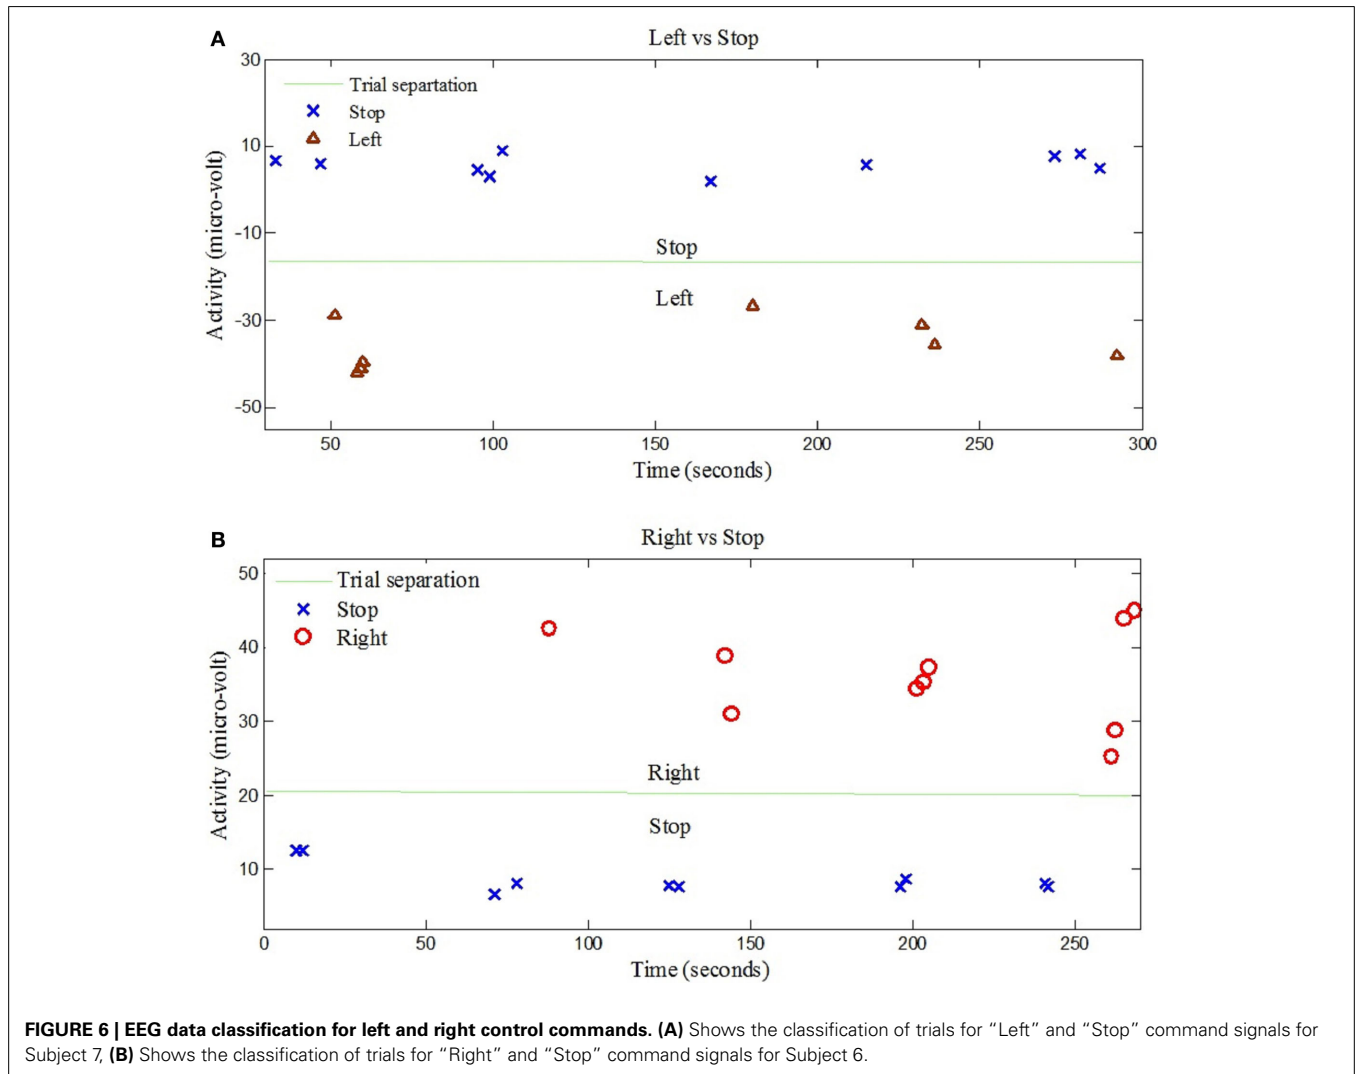 A
Left vs Stop
30
10
-10
-30
-50
Activity (micro-volt)
Trial separtation
Stop
Left
Stop
Left
50
100
150
200
250
300
Time (seconds)
B
Right vs Stop
50
40
30
20
10
Activity (micro-volt)
Trial separation
Stop
Right
Right
Stop
0
50
100
150
200
250
Time (seconds)
FIGURE 6 | EEG data classification for left and right control commands. (A) Shows the classification of trials for “Left” and “Stop” command signals for
Subject 7, (B) Shows the classification of trials for “Right” and “Stop” command signals for Subject 6.